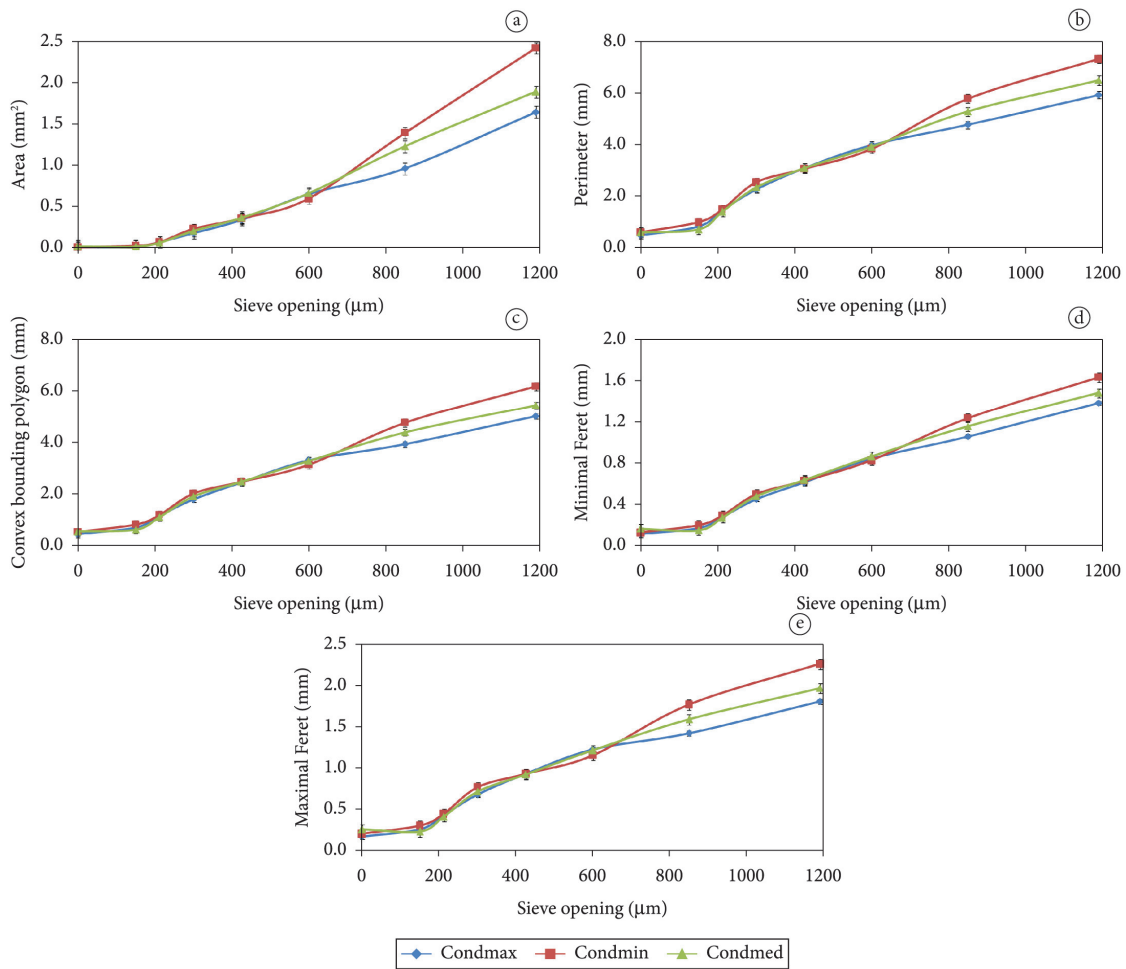 a
b
2.5
2.0
1.5
1.0
0.5
0.0
Area (mm²)
0 200 400 600 800 1000 1200
Sieve opening (μm)
8.0
6.0
4.0
2.0
0.0
Perimeter (mm)
0 200 400 600 800 1000 1200
Sieve opening (μm)
c
d
8.0
6.0
4.0
2.0
0.0
Convex bounding polygon (mm)
0 200 400 600 800 1000 1200
Sieve opening (μm)
2.0
1.6
1.2
0.8
0.4
0.0
Minimal Feret (mm)
0 200 400 600 800 1000 1200
Sieve opening (μm)
e
2.5
2.0
1.5
1.0
0.5
0.0
Maximal Feret (mm)
0 200 400 600 800 1000 1200
Sieve opening (μm)
Condmax Condmin Condmed